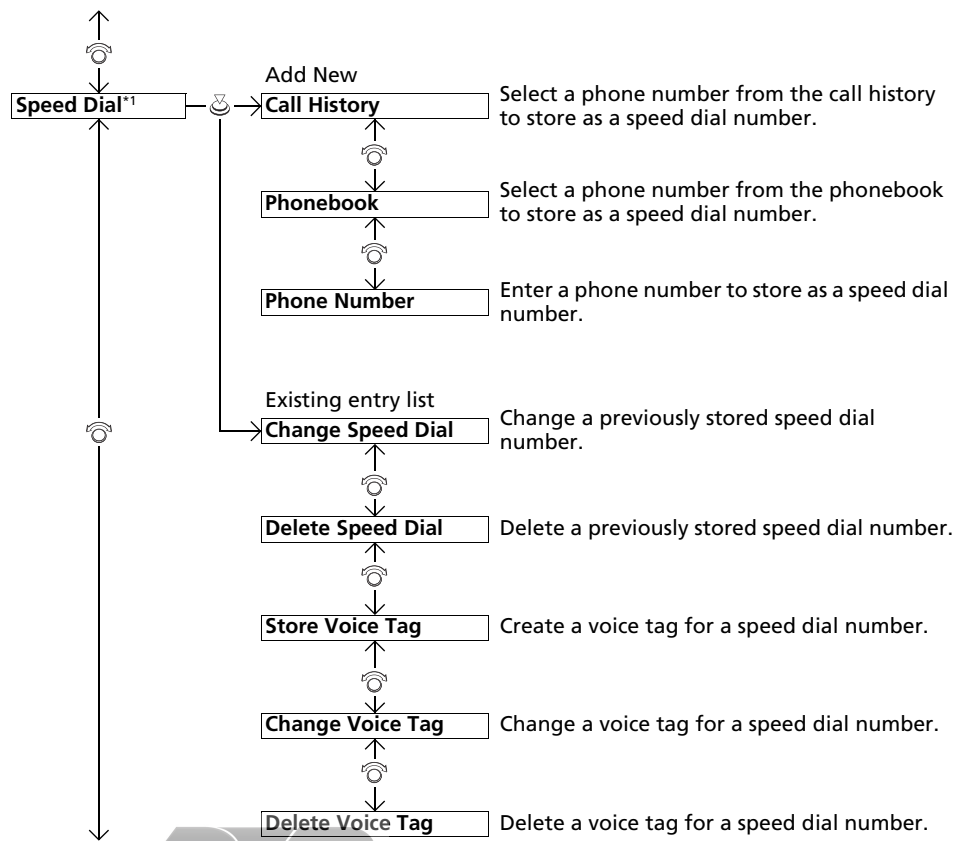 Add New
Speed Dial*1
Call History
Select a phone number from the call history
to store as a speed dial number.
Phonebook
Select a phone number from the phonebook
to store as a speed dial number.
Phone Number
Enter a phone number to store as a speed dial
number.
Existing entry list
Change Speed Dial
Change a previously stored speed dial
number.
Delete Speed Dial
Delete a previously stored speed dial number.
Store Voice Tag
Create a voice tag for a speed dial number.
Change Voice Tag
Change a voice tag for a speed dial number.
Delete Voice Tag
Delete a voice tag for a speed dial number.